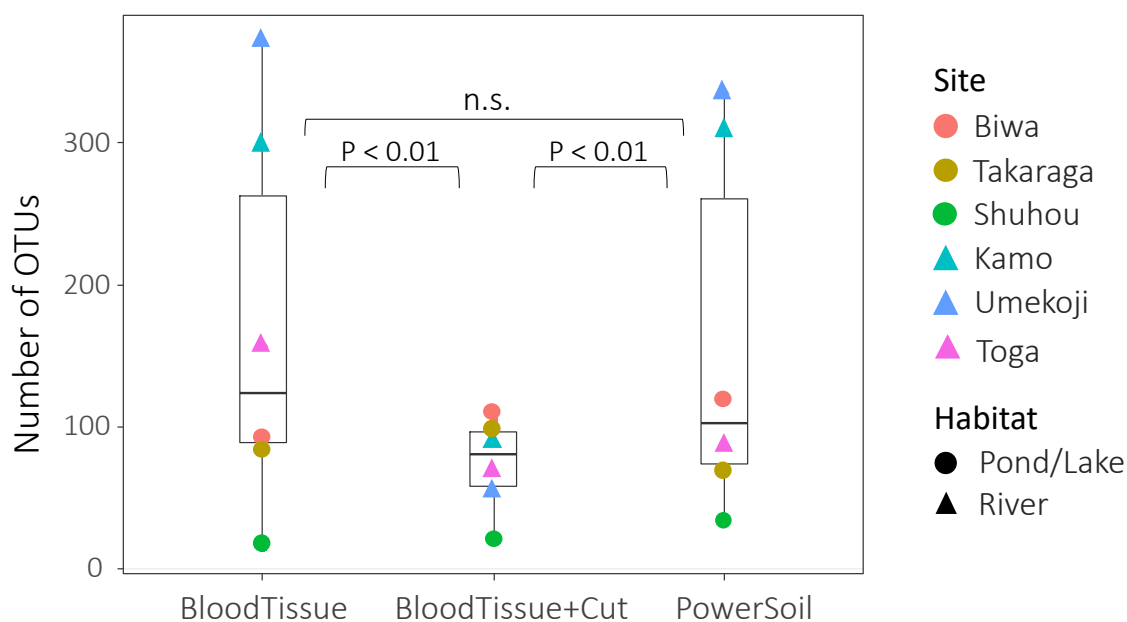 n.s.
P < 0.01
P < 0.01
300
200
100
0
Number of OTUs
BloodTissue
BloodTissue+Cut
PowerSoil
Site
Biwa
Takaraga
Shuhou
Kamo
Umekoji
Toga
Habitat
Pond/Lake
River